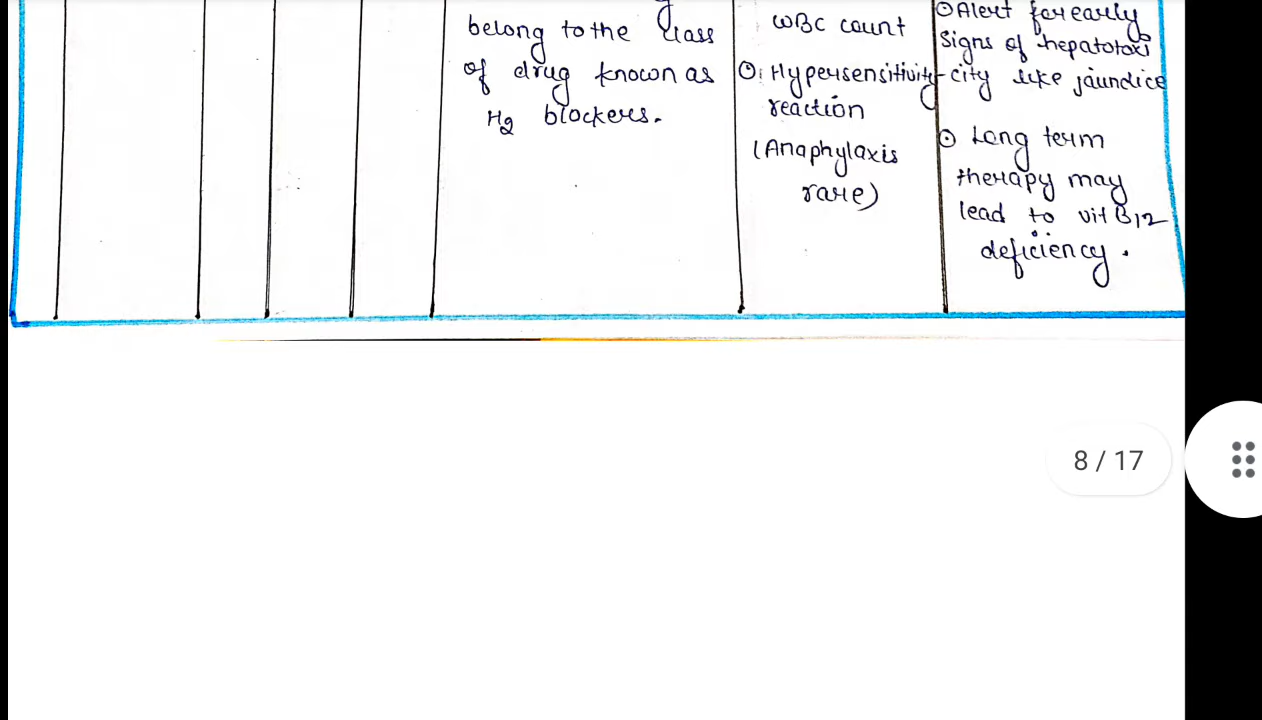 belong to the class
of drug known as
H2 blockers.
WBC count
⊙ Hypersensitivity
reaction
(Anaphylaxis
rare)
⊙ Alert for early
Signs of hepatotoxi
-city like jaundice
⊙ Long term
therapy may
lead to vit B12
deficiency.
8 / 17